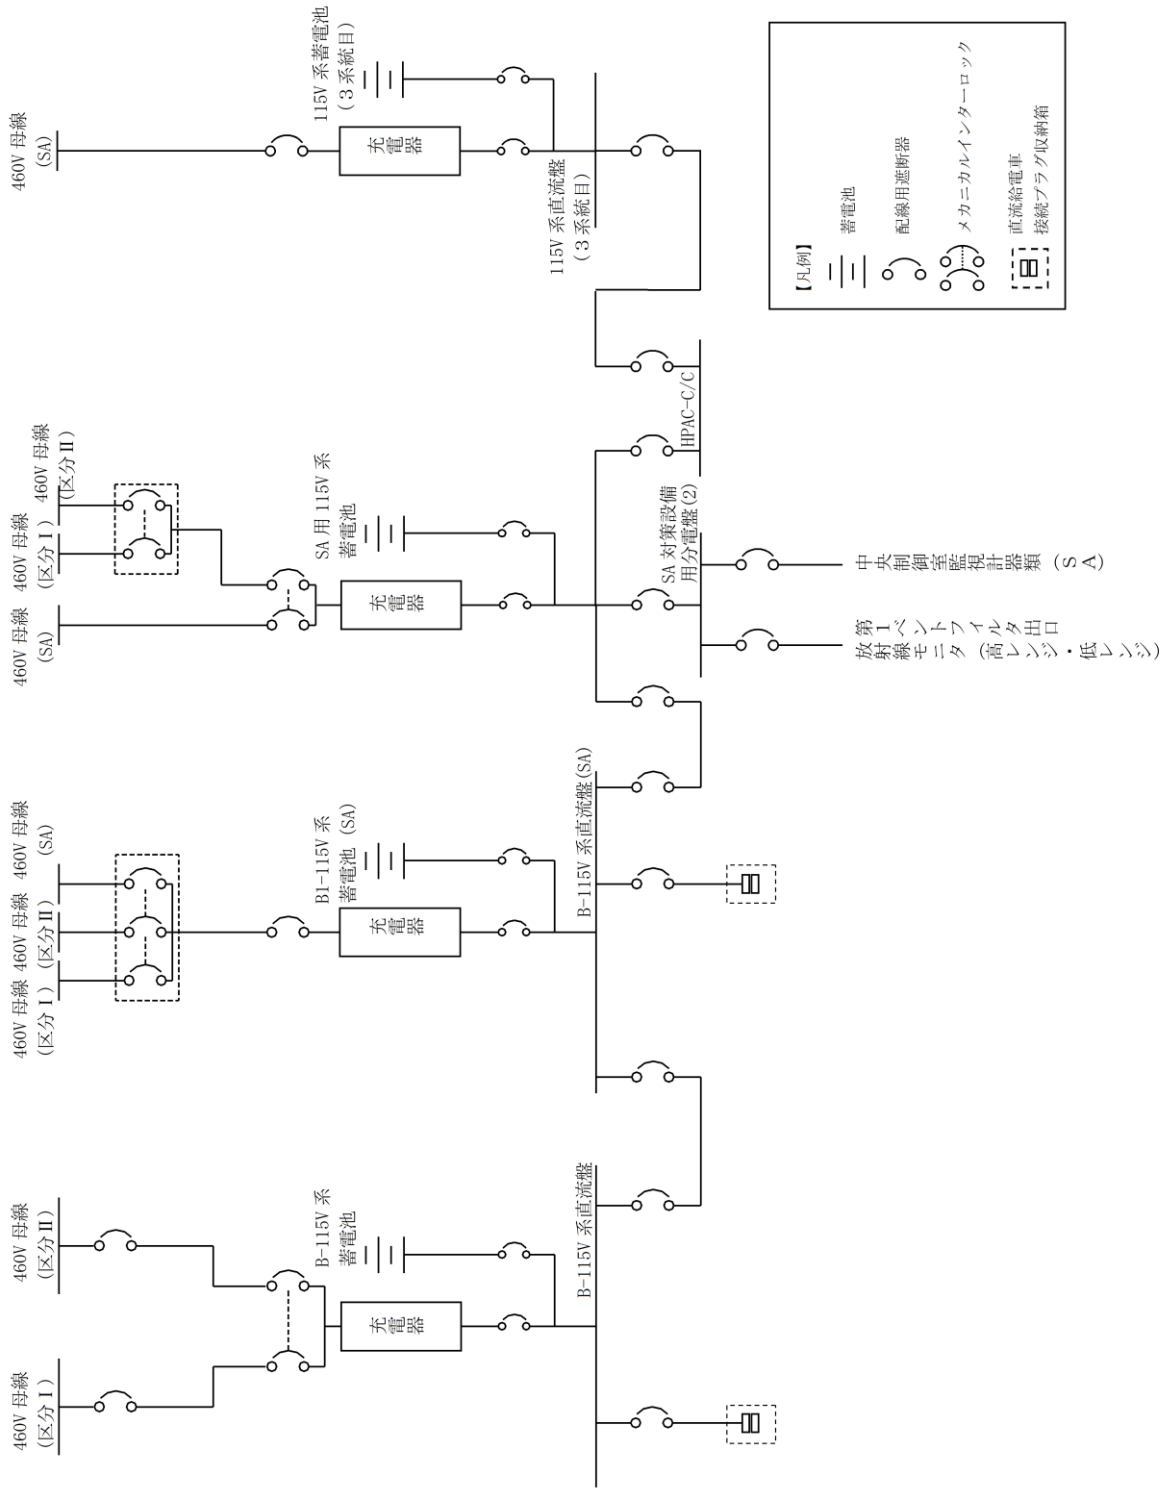 460V 母線
(区分Ⅰ)
460V 母線
(区分Ⅱ)
460V 母線
(区分Ⅰ)
460V 母線
(区分Ⅱ)
460V 母線
(SA)
460V 母線
(SA)
460V 母線
(区分Ⅰ)
460V 母線
(区分Ⅱ)
460V 母線
(SA)
B-115V 系
蓄電池
充電器
B1-115V 系
蓄電池 (SA)
充電器
SA 用 115V 系
蓄電池
充電器
115V 系蓄電池
(3系統目)
充電器
B-115V 系直流盤
B-115V 系直流盤(SA)
115V 系直流盤
(3系統目)
SA 対策設備
用分電盤(2)
HPAC-C/C
第1ベントフィルタ出口
放射線モニタ (高レンジ・低レンジ)
中央制御室監視計器類 (SA)
【凡例】
蓄電池
配線用遮断器
メカニカルインターロック
直流給電車
接続プラグ収納箱